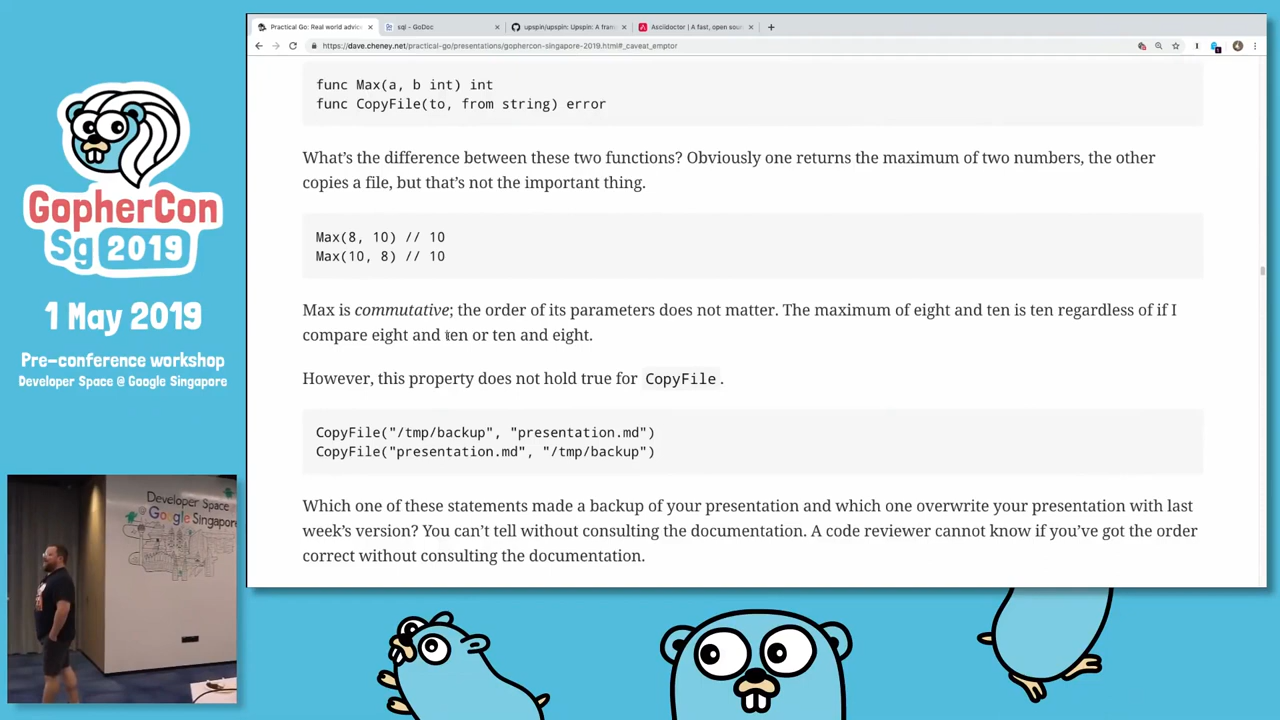 Practical Go: Real world advice
sql - GoDoc
upspin/upspin: Upspin: A fram
Asciidoctor | A fast, open sou
https://dave.cheney.net/practical-go/presentations/gophercon-singapore-2019.html#_caveat_emptor
func Max(a, b int) int
func CopyFile(to, from string) error
What’s the difference between these two functions? Obviously one returns the maximum of two numbers, the other
copies a file, but that’s not the important thing.
Max(8, 10) // 10
Max(10, 8) // 10
Max is commutative; the order of its parameters does not matter. The maximum of eight and ten is ten regardless of if I
compare eight and ten or ten and eight.
However, this property does not hold true for CopyFile.
CopyFile("/tmp/backup", "presentation.md")
CopyFile("presentation.md", "/tmp/backup")
Which one of these statements made a backup of your presentation and which one overwrite your presentation with last
week’s version? You can’t tell without consulting the documentation. A code reviewer cannot know if you’ve got the order
correct without consulting the documentation.
GopherCon
Sg 2019
1 May 2019
Pre-conference workshop
Developer Space @ Google Singapore
Developer Space
Google Singapore